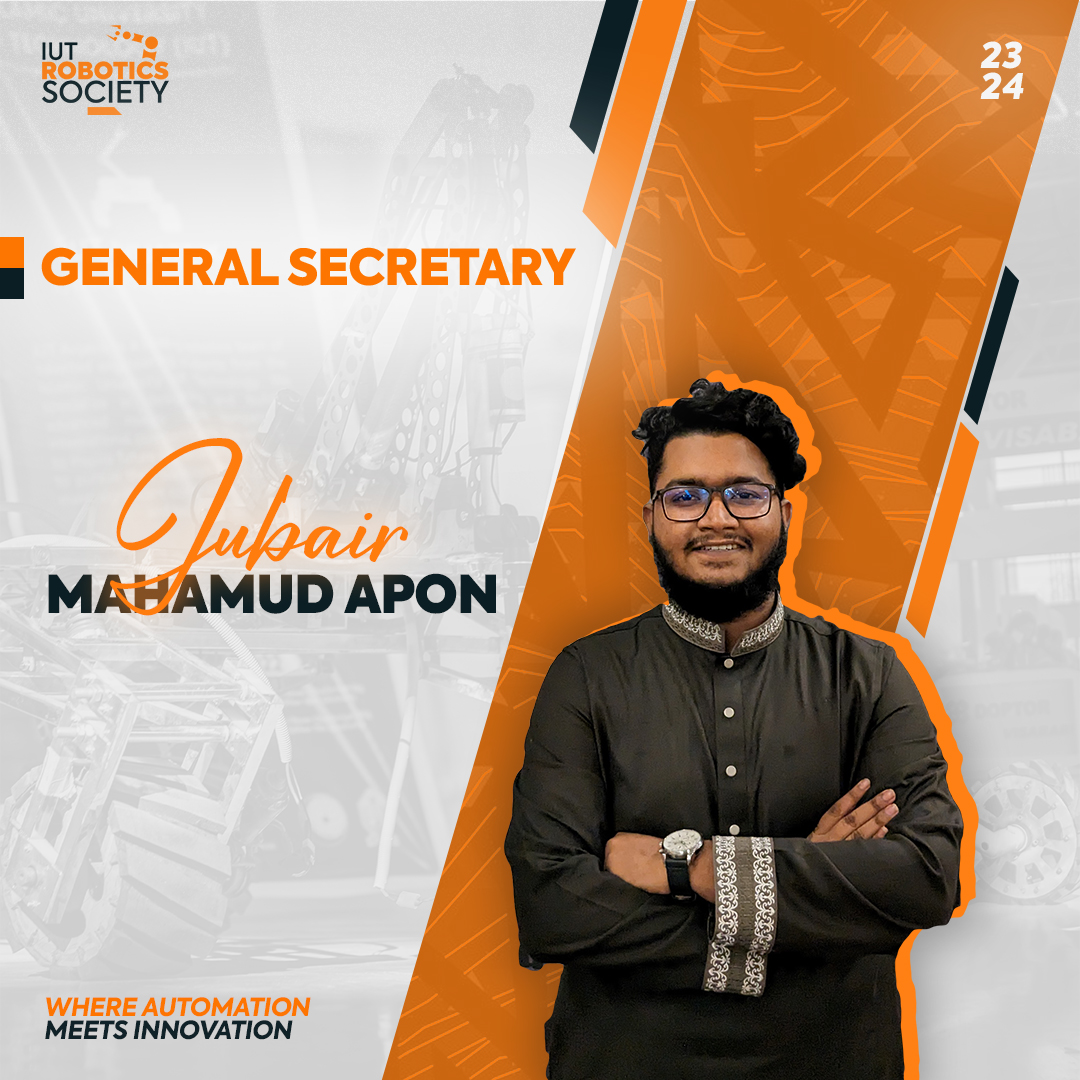 IUT
ROBOTICS
SOCIETY
23
24
GENERAL SECRETARY
Jubair
MAHAMUD APON
WHERE AUTOMATION
MEETS INNOVATION